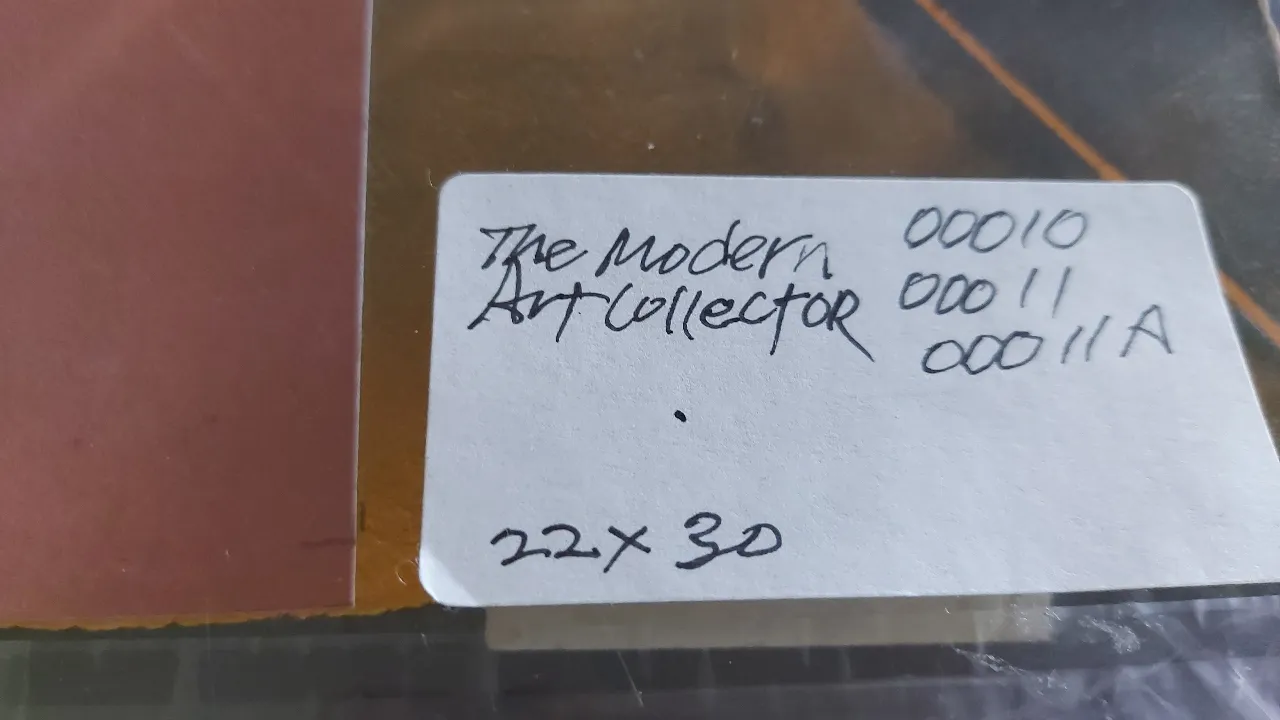 The Modern 00010
Art Collector 00011
00011A
22x30